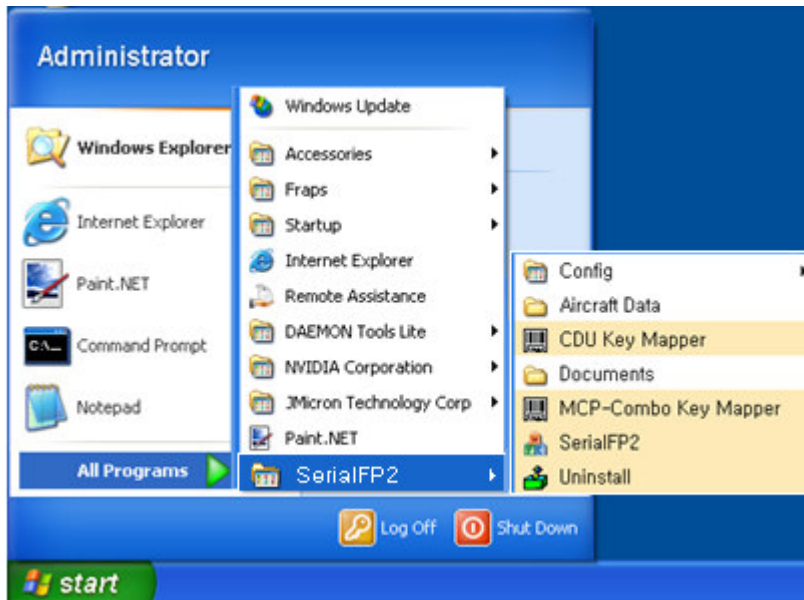 Administrator
Windows Explorer
Internet Explorer
Paint.NET
C:\_
Command Prompt
Notepad
All Programs
Windows Update
Accessories
Fraps
Startup
Internet Explorer
Remote Assistance
DAEMON Tools Lite
NVIDIA Corporation
JMicron Technology Corp
Paint.NET
SerialFP2
Config
Aircraft Data
CDU Key Mapper
Documents
MCP-Combo Key Mapper
SerialFP2
Uninstall
Log Off
Shut Down
start